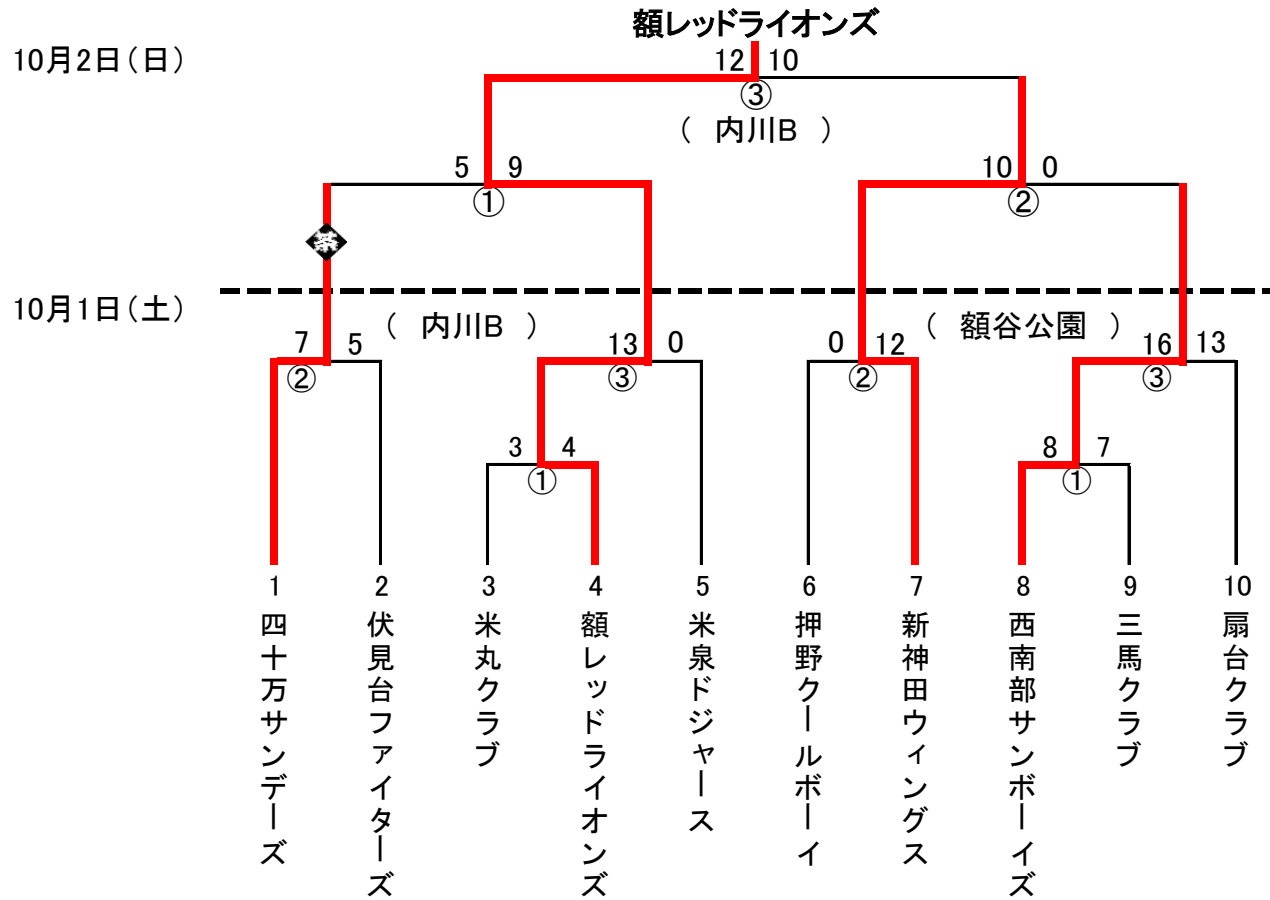 額レッドライオンズ
10月2日(日)
12 10
③
( 内川B )
5 9
①
10 0
②
茶
10月1日(土)
( 内川B )
( 額谷公園 )
7 5
②
13 0
③
0 12
②
16 13
③
3 4
①
8 7
①
1 2 3 4 5 6 7 8 9 10
四十万サンデーズ
伏見台ファイターズ
米丸クラブ
額レッドライオンズ
米泉ドジャース
押野クールボーイ
新神田ウィングス
西南部サンボーイズ
三馬クラブ
扇台クラブ